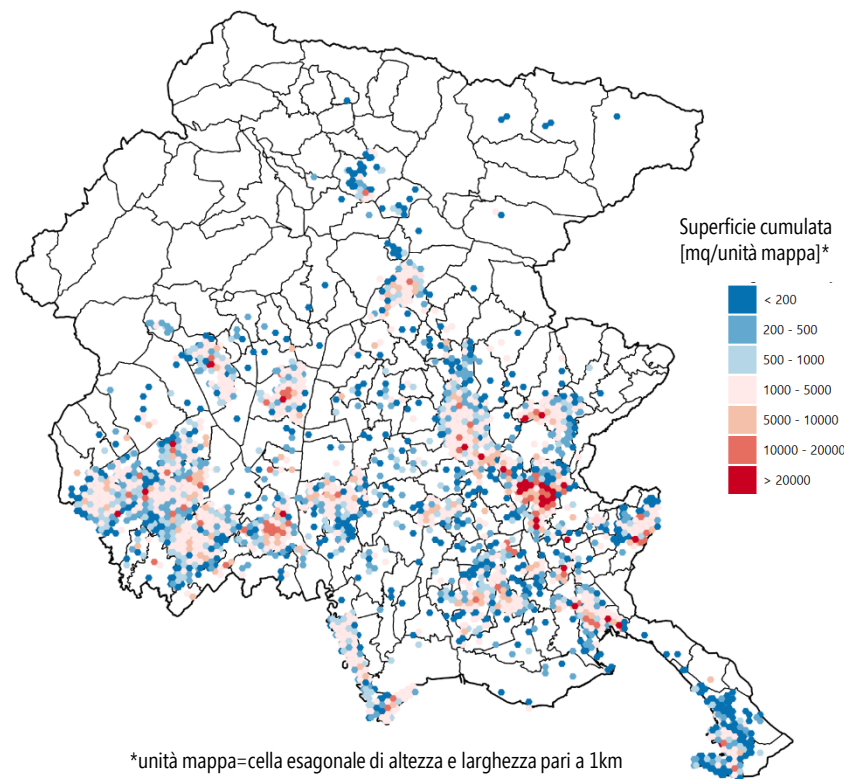 Superficie cumulata
[mq/unità mappa]*
< 200
200 - 500
500 - 1000
1000 - 5000
5000 - 10000
10000 - 20000
> 20000
*unità mappa=cella esagonale di altezza e larghezza pari a 1km